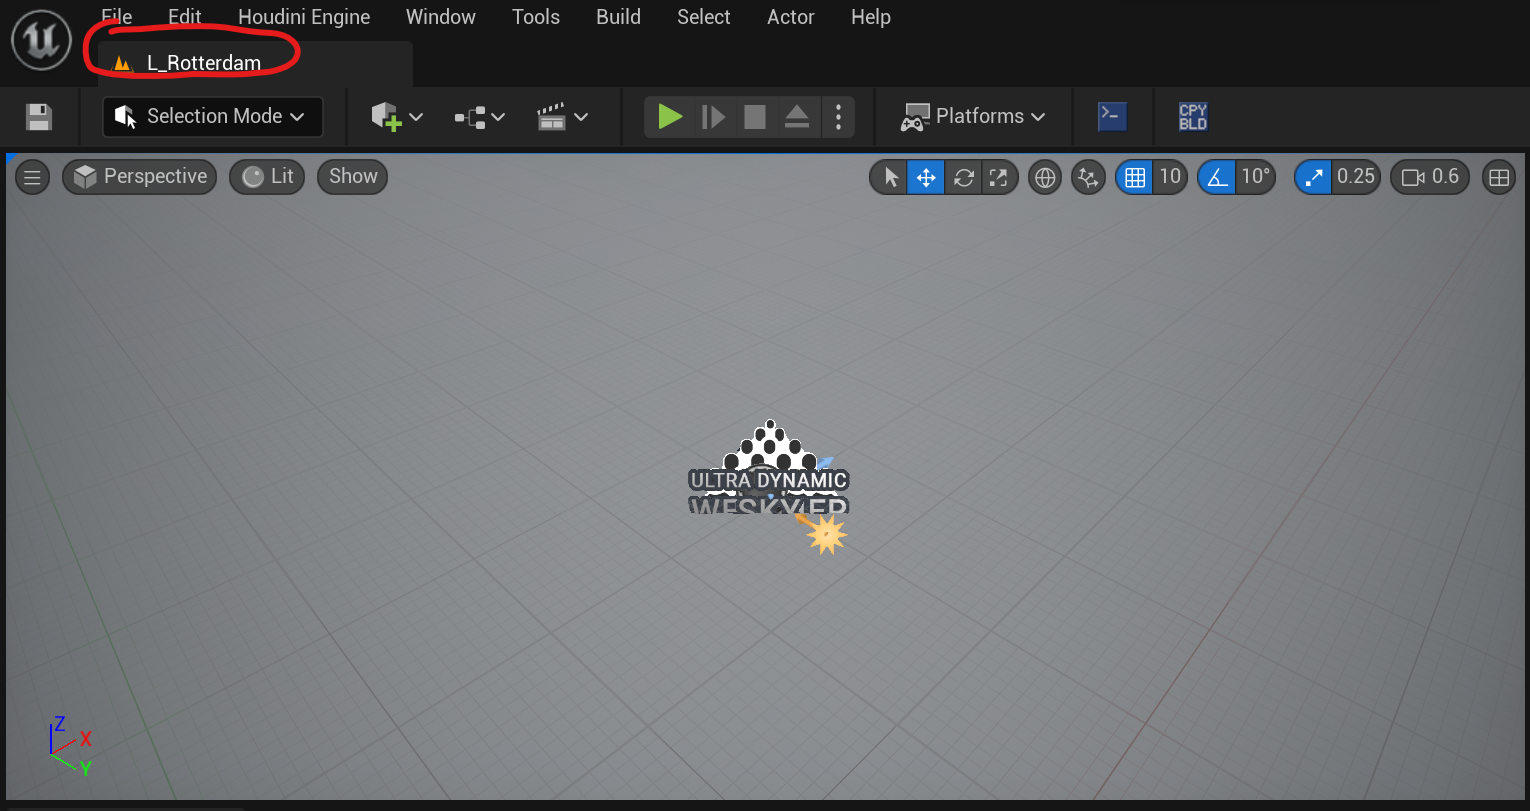 File Edit Houdini Engine Window Tools Build Select Actor Help
L_Rotterdam
Selection Mode Platforms CPY
BLD
Perspective Lit Show 10 10° 0.25 0.6
ULTRA DYNAMIC
Z
X
Y